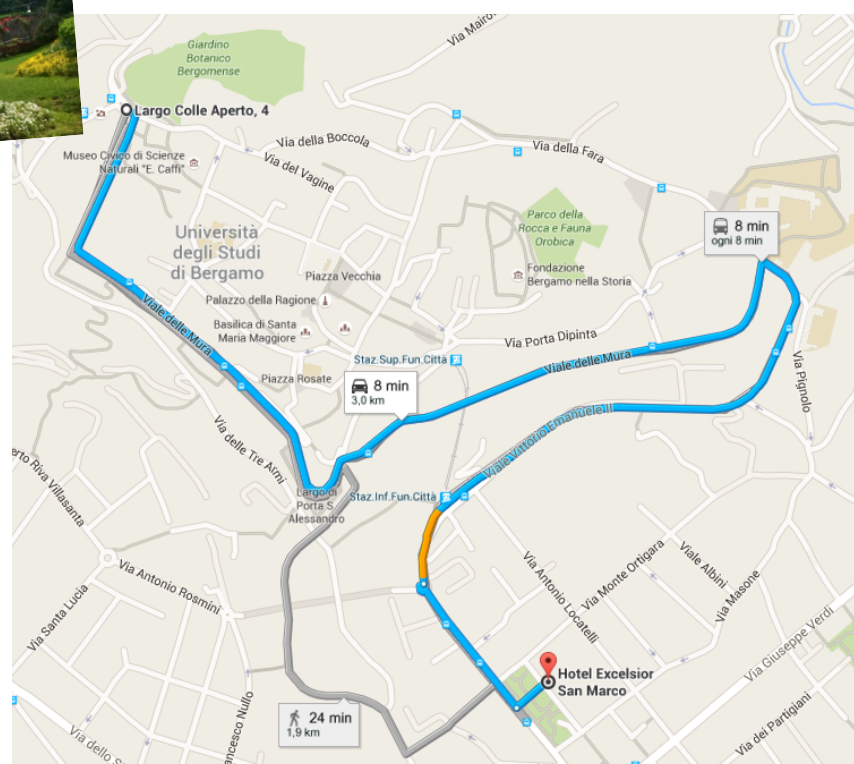 Giardino
Botanico
Bergomense
Via Mairo
Largo Colle Aperto, 4
Via della Boccola
Via della Fara
Museo Civico di Scienze
Naturali "E. Caffi"
Via del Vagine
Università
degli Studi
di Bergamo
Parco della
Rocca e Fauna
Orobica
8 min
ogni 8 min
Piazza Vecchia
Fondazione
Bergamo nella Storia
Palazzo della Ragione
Viale delle Mura
Basilica di Santa
Maria Maggiore
Via Porta Dipinta
Staz.Sup.Fun.Città
Viale delle Mura
Via Pignolo
Piazza Rosate
8 min
3,0 km
Via delle Tre Armi
Viale Vittorio Emanuele II
erto Riva Villasanta
Largo di
Porta S.
Alessandro
Staz.Inf.Fun.Città
Via Antonio Rosmini
Via Santa Lucia
Via Antonio Locatelli
Via Monte Ortigara
Viale Albini
Via Masone
Via Giuseppe Verdi
Hotel Excelsior
San Marco
24 min
1,9 km
ancesco Nullo
Via dello S
Via dei Partigiani